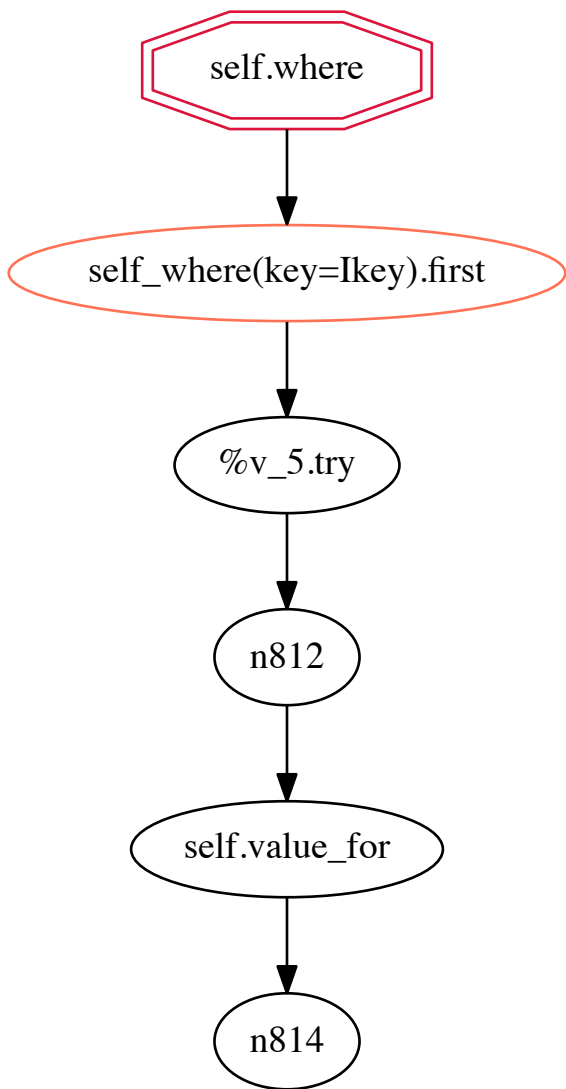 self.where
self_where(key=Ikey).first
%v_5.try
n812
self.value_for
n814